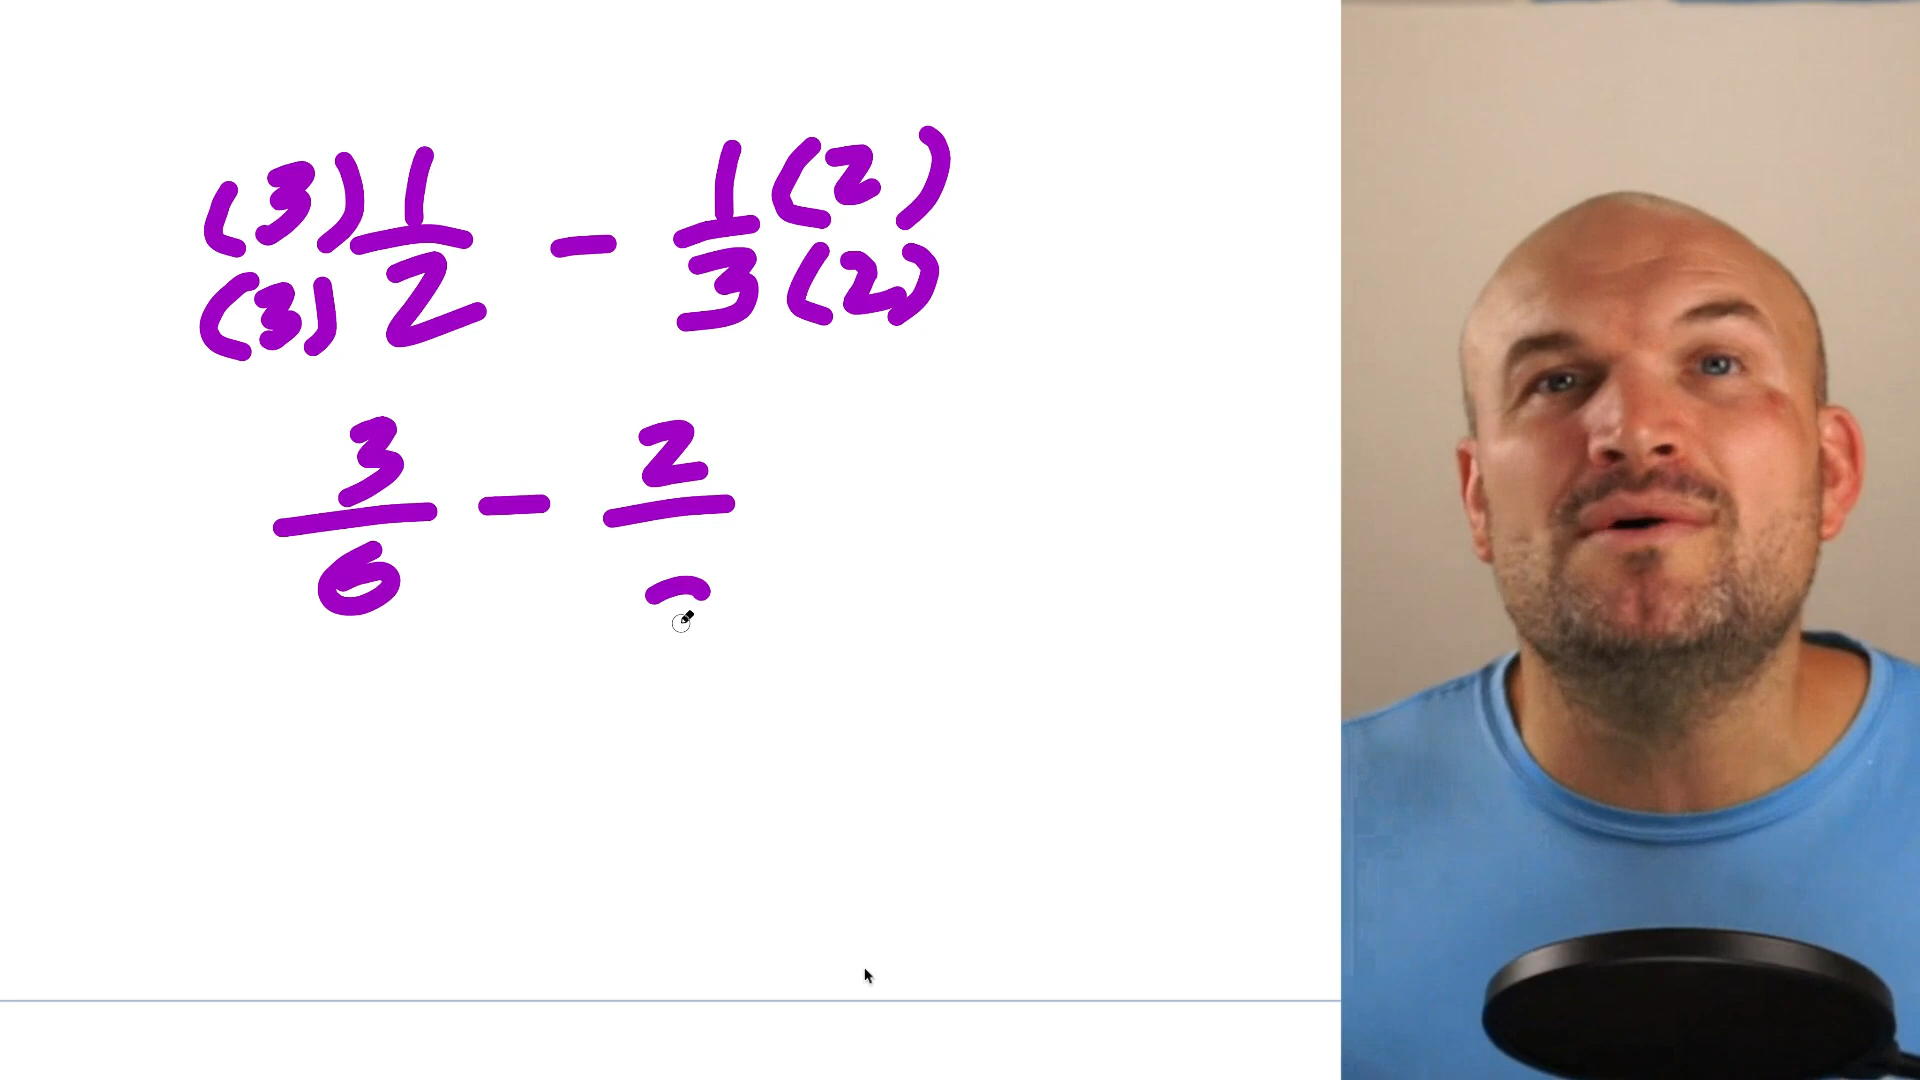 (3) 1 - 1 (2)
(3) 2 3 (2)
3 - 2
6